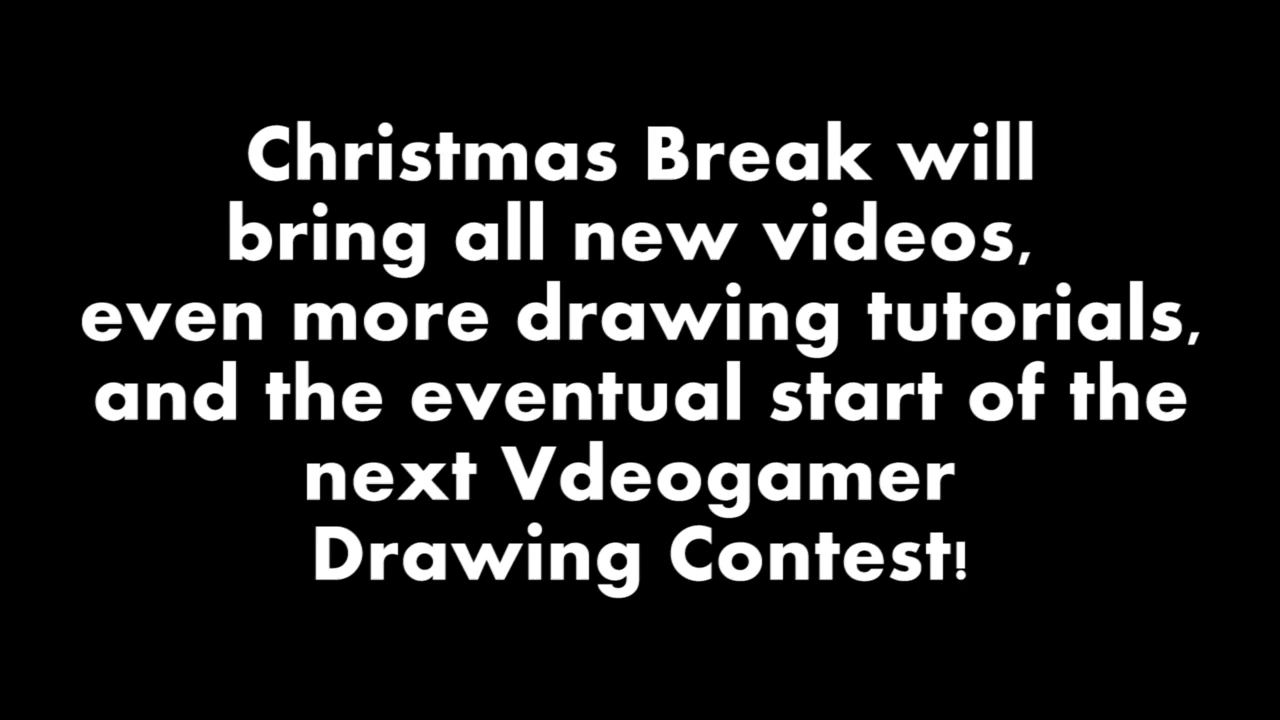 Christmas Break will
bring all new videos,
even more drawing tutorials,
and the eventual start of the
next Vdeogamer
Drawing Contest!